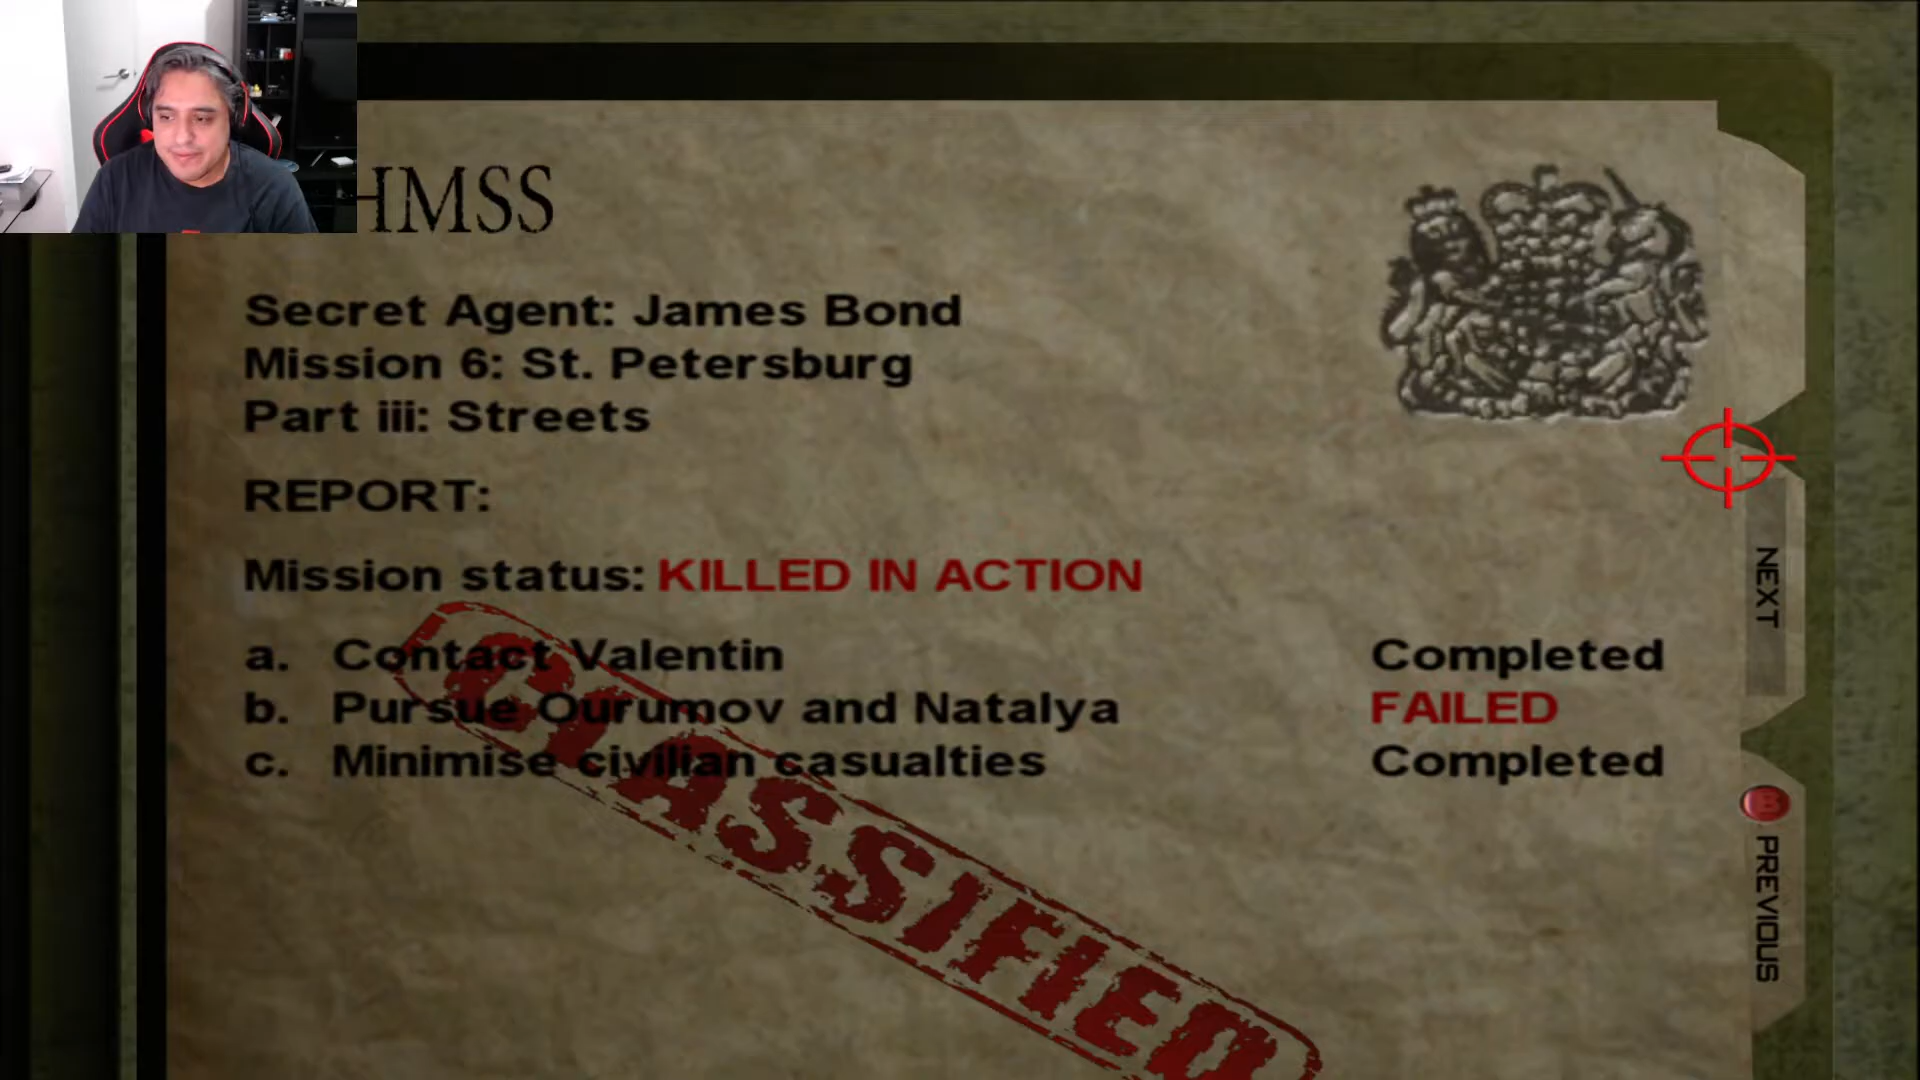 HMSS
Secret Agent: James Bond
Mission 6: St. Petersburg
Part iii: Streets
REPORT:
Mission status: KILLED IN ACTION
a. Contact Valentin Completed
b. Pursue Ourumov and Natalya FAILED
c. Minimise civilian casualties Completed
CLASSIFIED
NEXT
B
PREVIOUS